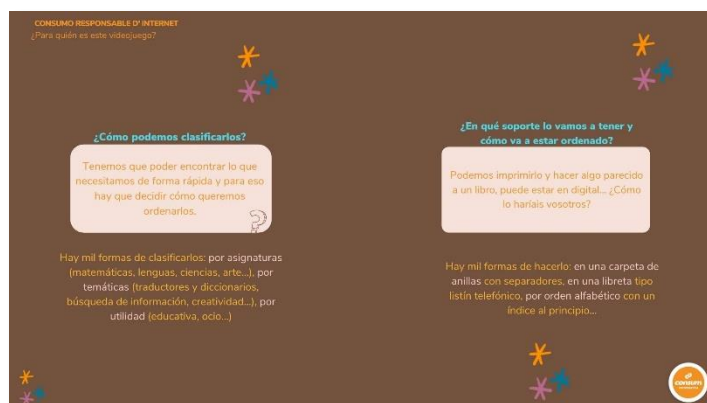 CONSUMO RESPONSABLE D' INTERNET
¿Para quién es este videojuego?
¿Cómo podemos clasificarlos?
Tenemos que poder encontrar lo que
necesitamos de forma rápida y para eso
hay que decidir cómo queremos
ordenarlos.
Hay mil formas de clasificarlos: por asignaturas
(matemáticas, lenguas, ciencias, arte...), por
temáticas (traductores y diccionarios,
búsqueda de información, creatividad...), por
utilidad (educativa, ocio...)
¿En qué soporte lo vamos a tener y
cómo va a estar ordenado?
Podemos imprimirlo y hacer algo parecido
a un libro, puede estar en digital... ¿Cómo
lo haríais vosotros?
Hay mil formas de hacerlo: en una carpeta de
anillas con separadores, en una libreta tipo
listín telefónico, por orden alfabético con un
índice al principio...
consum